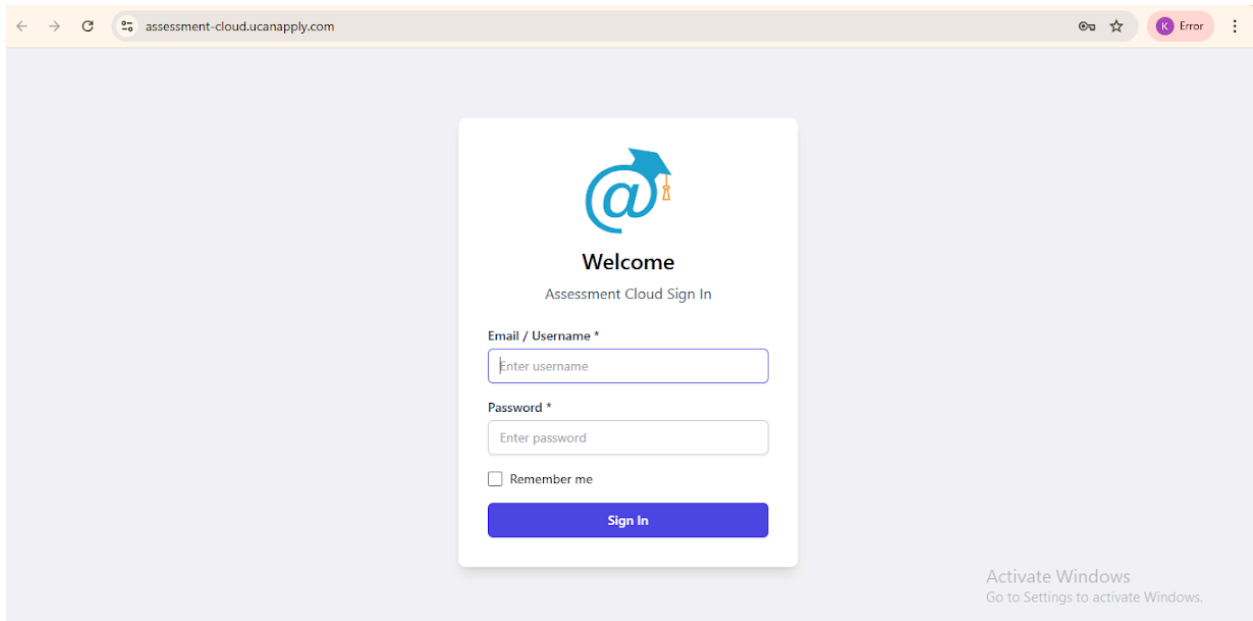 assessment-cloud.ucanapply.com
K Error
@
Welcome
Assessment Cloud Sign In
Email / Username *
Enter username
Password *
Enter password
Remember me
Sign In
Activate Windows
Go to Settings to activate Windows.